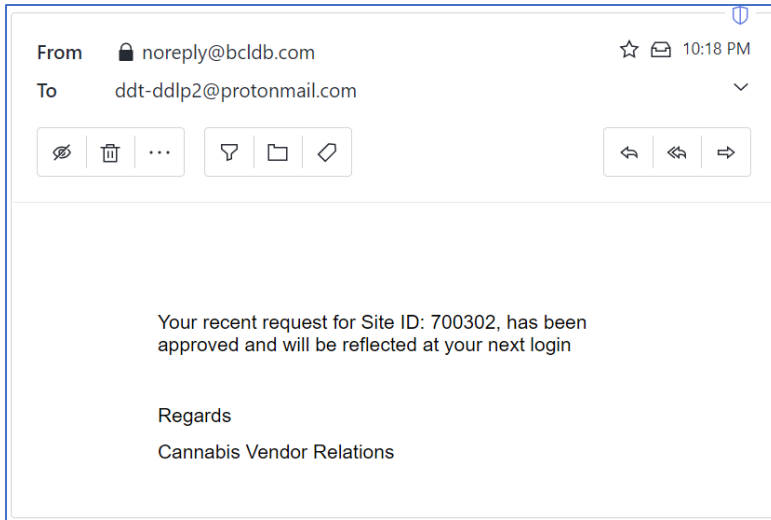 From noreply@bcldb.com 10:18 PM
To ddt-ddlp2@protonmail.com
Your recent request for Site ID: 700302, has been
approved and will be reflected at your next login
Regards
Cannabis Vendor Relations